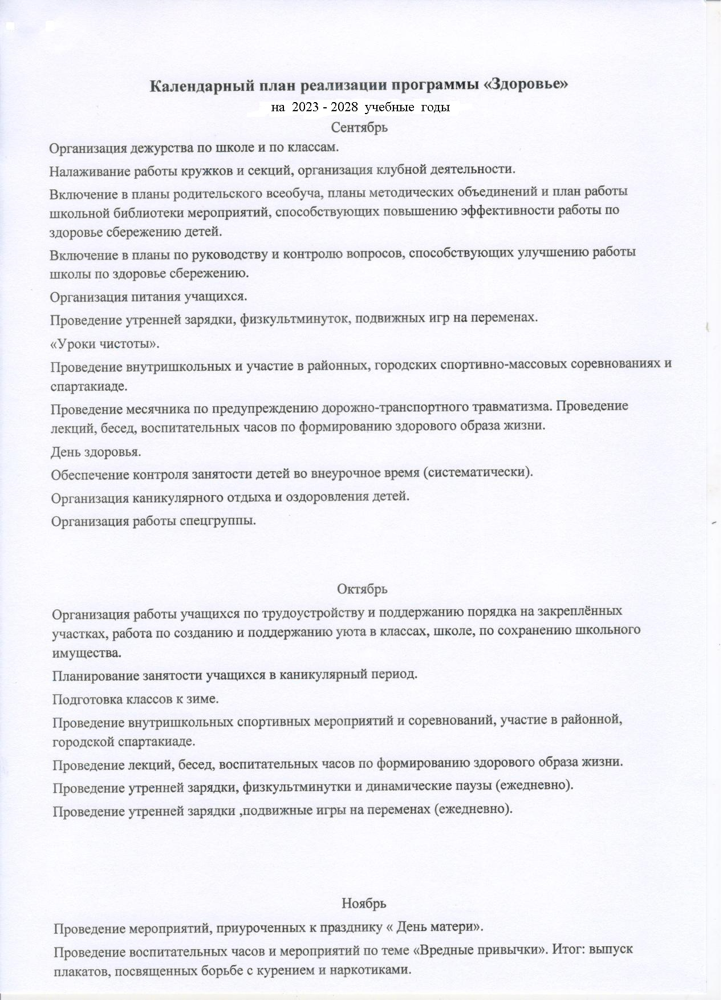 Календарный план реализации программы «Здоровье»
на 2023 - 2028 учебные годы
Сентябрь
Организация дежурства по школе и по классам.
Налаживание работы кружков и секций, организация клубной деятельности.
Включение в планы родительского всеобуча, планы методических объединений и план работы
школьной библиотеки мероприятий, способствующих повышению эффективности работы по
здоровье сбережению детей.
Включение в планы по руководству и контролю вопросов, способствующих улучшению работы
школы по здоровье сбережению.
Организация питания учащихся.
Проведение утренней зарядки, физкультминуток, подвижных игр на переменах.
«Уроки чистоты».
Проведение внутришкольных и участие в районных, городских спортивно-массовых соревнованиях и
спартакиаде.
Проведение месячника по предупреждению дорожно-транспортного травматизма. Проведение
лекций, бесед, воспитательных часов по формированию здорового образа жизни.
День здоровья.
Обеспечение контроля занятости детей во внеурочное время (систематически).
Организация каникулярного отдыха и оздоровления детей.
Организация работы спецгруппы.
Октябрь
Организация работы учащихся по трудоустройству и поддержанию порядка на закреплённых
участках, работа по созданию и поддержанию уюта в классах, школе, по сохранению школьного
имущества.
Планирование занятости учащихся в каникулярный период.
Подготовка классов к зиме.
Проведение внутришкольных спортивных мероприятий и соревнований, участие в районной,
городской спартакиаде.
Проведение лекций, бесед, воспитательных часов по формированию здорового образа жизни.
Проведение утренней зарядки, физкультминутки и динамические паузы (ежедневно).
Проведение утренней зарядки ,подвижные игры на переменах (ежедневно).
Ноябрь
Проведение мероприятий, приуроченных к празднику « День матери».
Проведение воспитательных часов и мероприятий по теме «Вредные привычки». Итог: выпуск
плакатов, посвященных борьбе с курением и наркотиками.